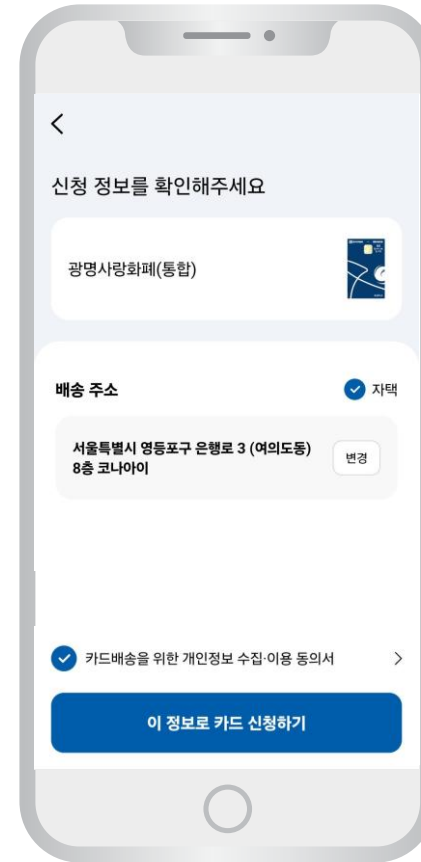 신청 정보를 확인해주세요
광명사랑화폐(통합)
배송 주소
자택
서울특별시 영등포구 은행로 3 (여의도동)
8층 코나아이
변경
카드배송을 위한 개인정보 수집·이용 동의서
이 정보로 카드 신청하기